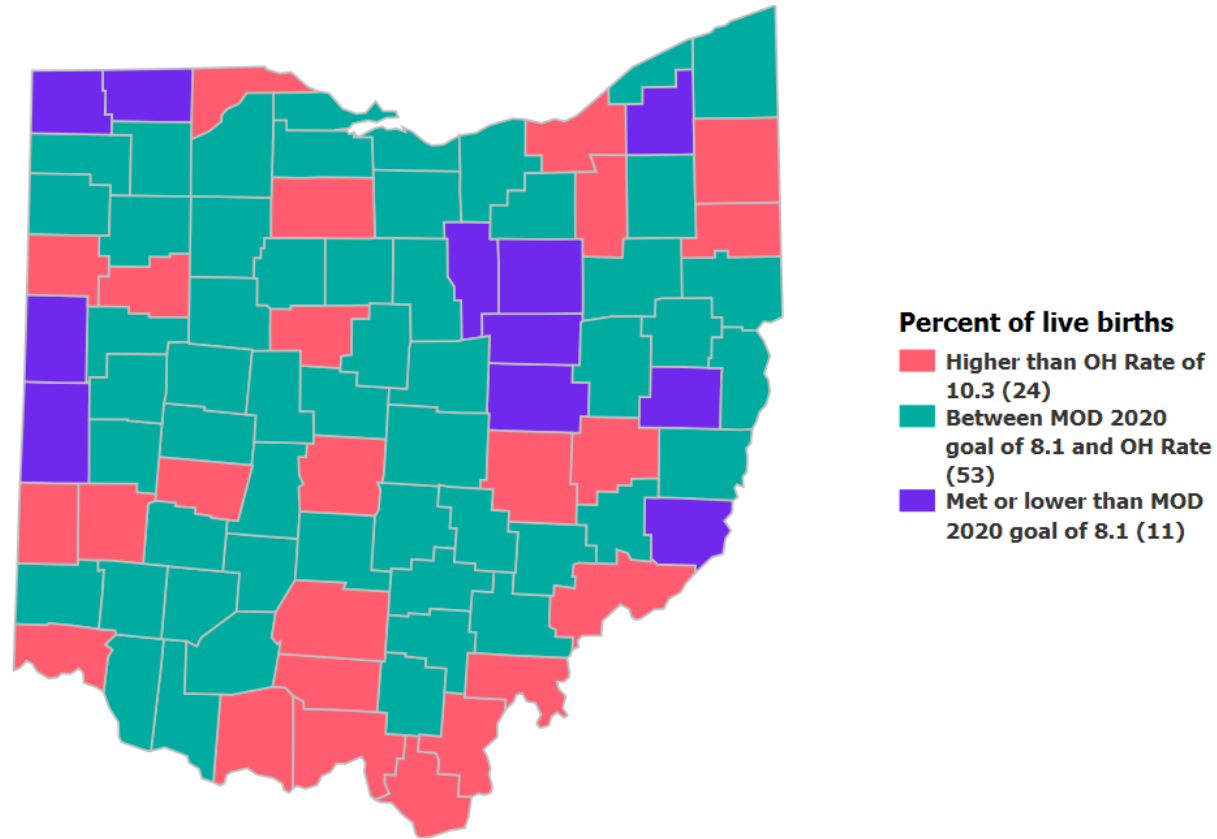 Percent of live births
Higher than OH Rate of
10.3 (24)
Between MOD 2020
goal of 8.1 and OH Rate
(53)
Met or lower than MOD
2020 goal of 8.1 (11)